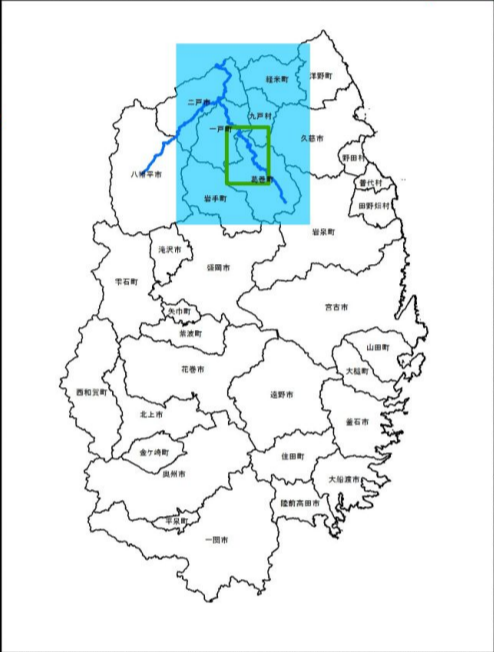 洋野町
軽米町
二戸市
九戸村
一戸町
久慈市
野田村
八幡平市
葛巻町
普代村
岩手町
田野畑村
岩泉町
滝沢市
盛岡市
雫石町
宮古市
矢巾町
紫波町
山田町
花巻市
大槌町
西和賀町
遠野市
北上市
釜石市
金ケ崎町
住田町
奥州市
大船渡市
陸前高田市
平泉町
一関市